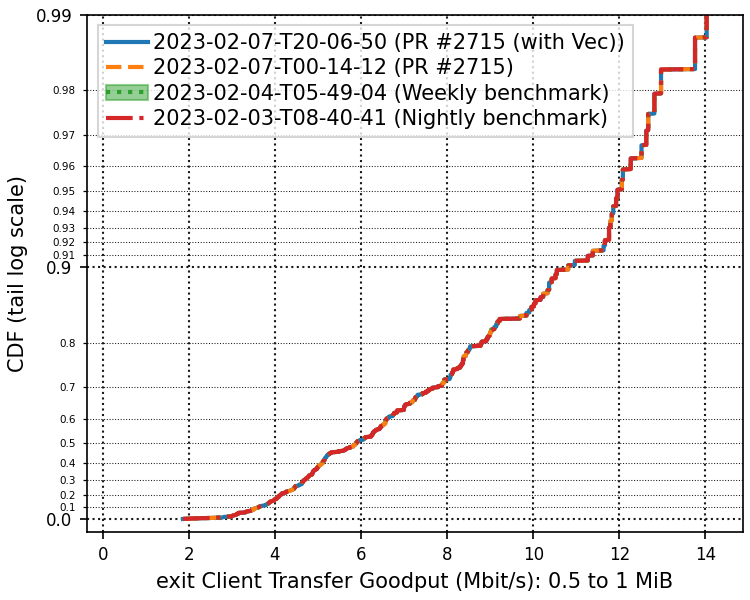 0.99
2023-02-07-T20-06-50 (PR #2715 (with Vec))
2023-02-07-T00-14-12 (PR #2715)
2023-02-04-T05-49-04 (Weekly benchmark)
2023-02-03-T08-40-41 (Nightly benchmark)
0.98
0.97
0.96
0.95
0.94
0.93
0.92
0.91
0.9
0.8
0.7
0.6
0.5
0.4
0.3
0.2
0.1
0.0
CDF (tail log scale)
0 2 4 6 8 10 12 14
exit Client Transfer Goodput (Mbit/s): 0.5 to 1 MiB